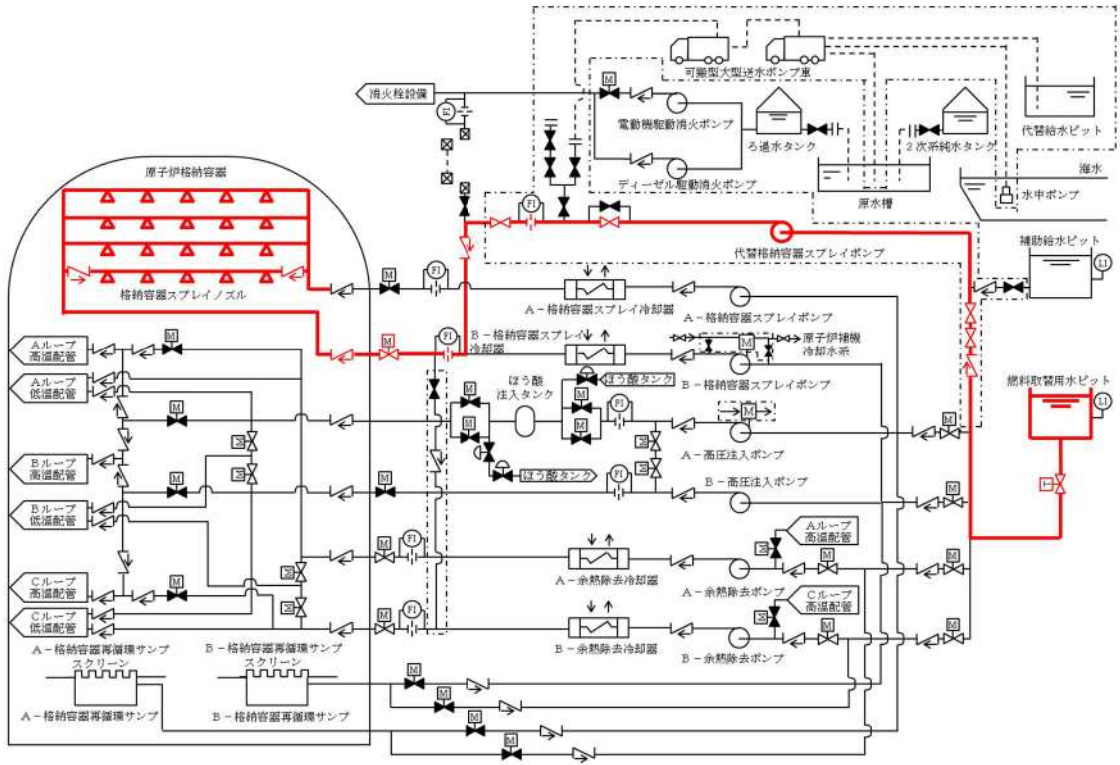 可搬型大型送水ポンプ車
消火栓設備
M
FI
電動機駆動消火ポンプ
ろ過水タンク
2次系純水タンク
代替給水ピット
ディーゼル駆動消火ポンプ
原水槽
海水
水中ポンプ
原子炉格納容器
FI
代替格納容器スプレイポンプ
補助給水ピット
LI
格納容器スプレイノズル
M
FI
A-格納容器スプレイ冷却器
A-格納容器スプレイポンプ
B-格納容器スプレイ
冷却器
M
FI
M
原子炉補機
冷却水系
B-格納容器スプレイポンプ
燃料取替用水ピット
LI
Aループ
高温配管
M
Aループ
低温配管
ほう酸
注入タンク
ほう酸タンク
M
M
M
M
FI
M
A-高圧注入ポンプ
M
M
M
M
M
M
ほう酸タンク
Bループ
高温配管
M
M
FI
B-高圧注入ポンプ
M
I
Bループ
低温配管
M
FI
A-余熱除去冷却器
Aループ
高温配管
M
M
M
A-余熱除去ポンプ
Cループ
高温配管
M
M
M
Cループ
低温配管
M
FI
B-余熱除去冷却器
Cループ
高温配管
M
M
M
B-余熱除去ポンプ
A-格納容器再循環サンプ
スクリーン
B-格納容器再循環サンプ
スクリーン
M
M
A-格納容器再循環サンプ
B-格納容器再循環サンプ
M
M